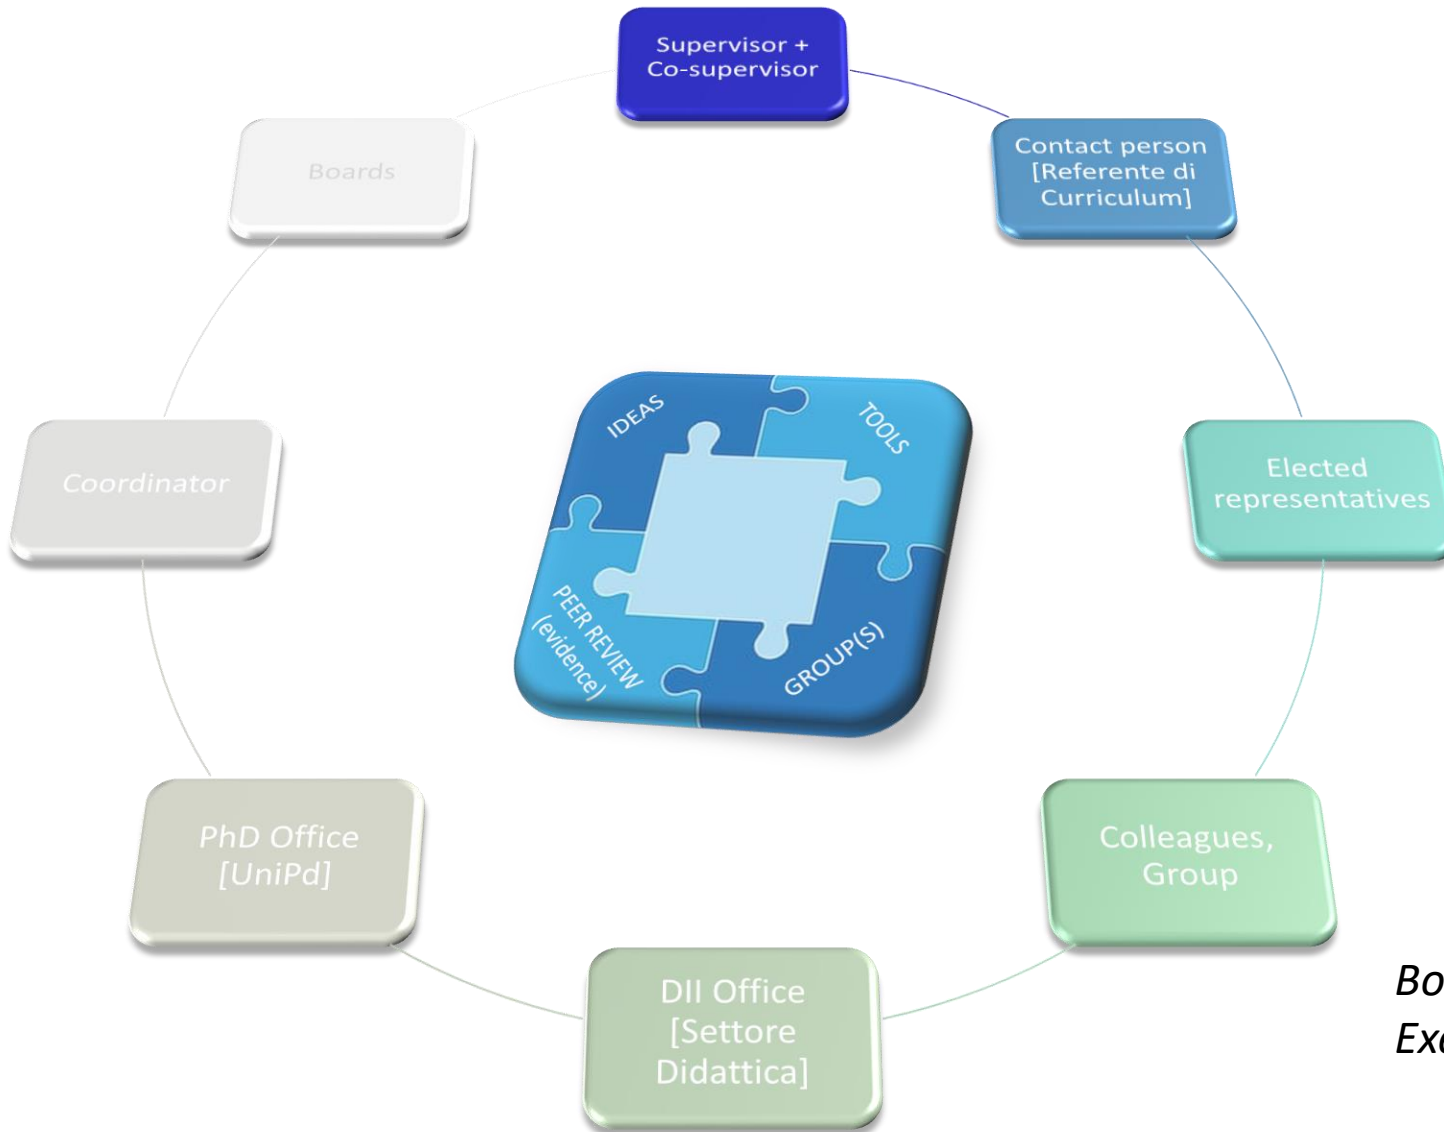 Supervisor +
Co-supervisor
Contact person
[Referente di
Curriculum]
Elected
representatives
Colleagues,
Group
DII Office
[Settore
Didattica]
PhD Office
[UniPd]
Coordinator
Boards
IDEAS
TOOLS
PEER REVIEW
(evidence)
GROUP(S)